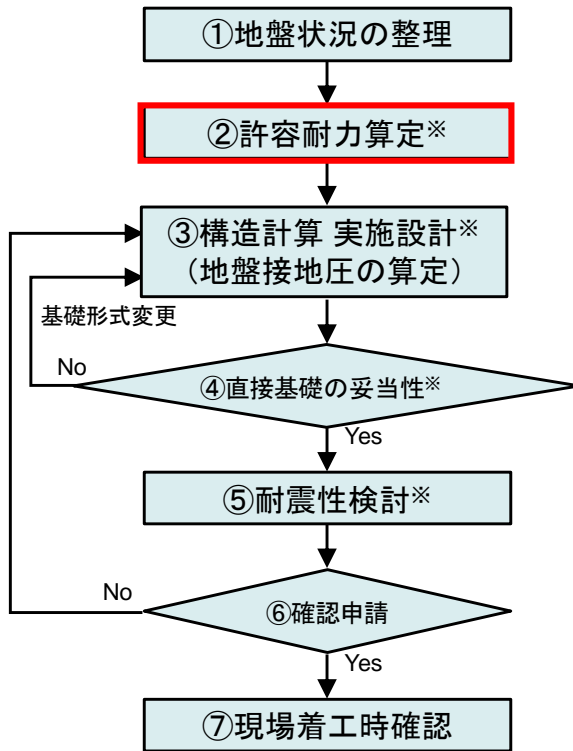 ①地盤状況の整理
②許容耐力算定※
③構造計算 実施設計※
（地盤接地圧の算定）
基礎形式変更
No
④直接基礎の妥当性※
Yes
⑤耐震性検討※
No
⑥確認申請
Yes
⑦現場着工時確認